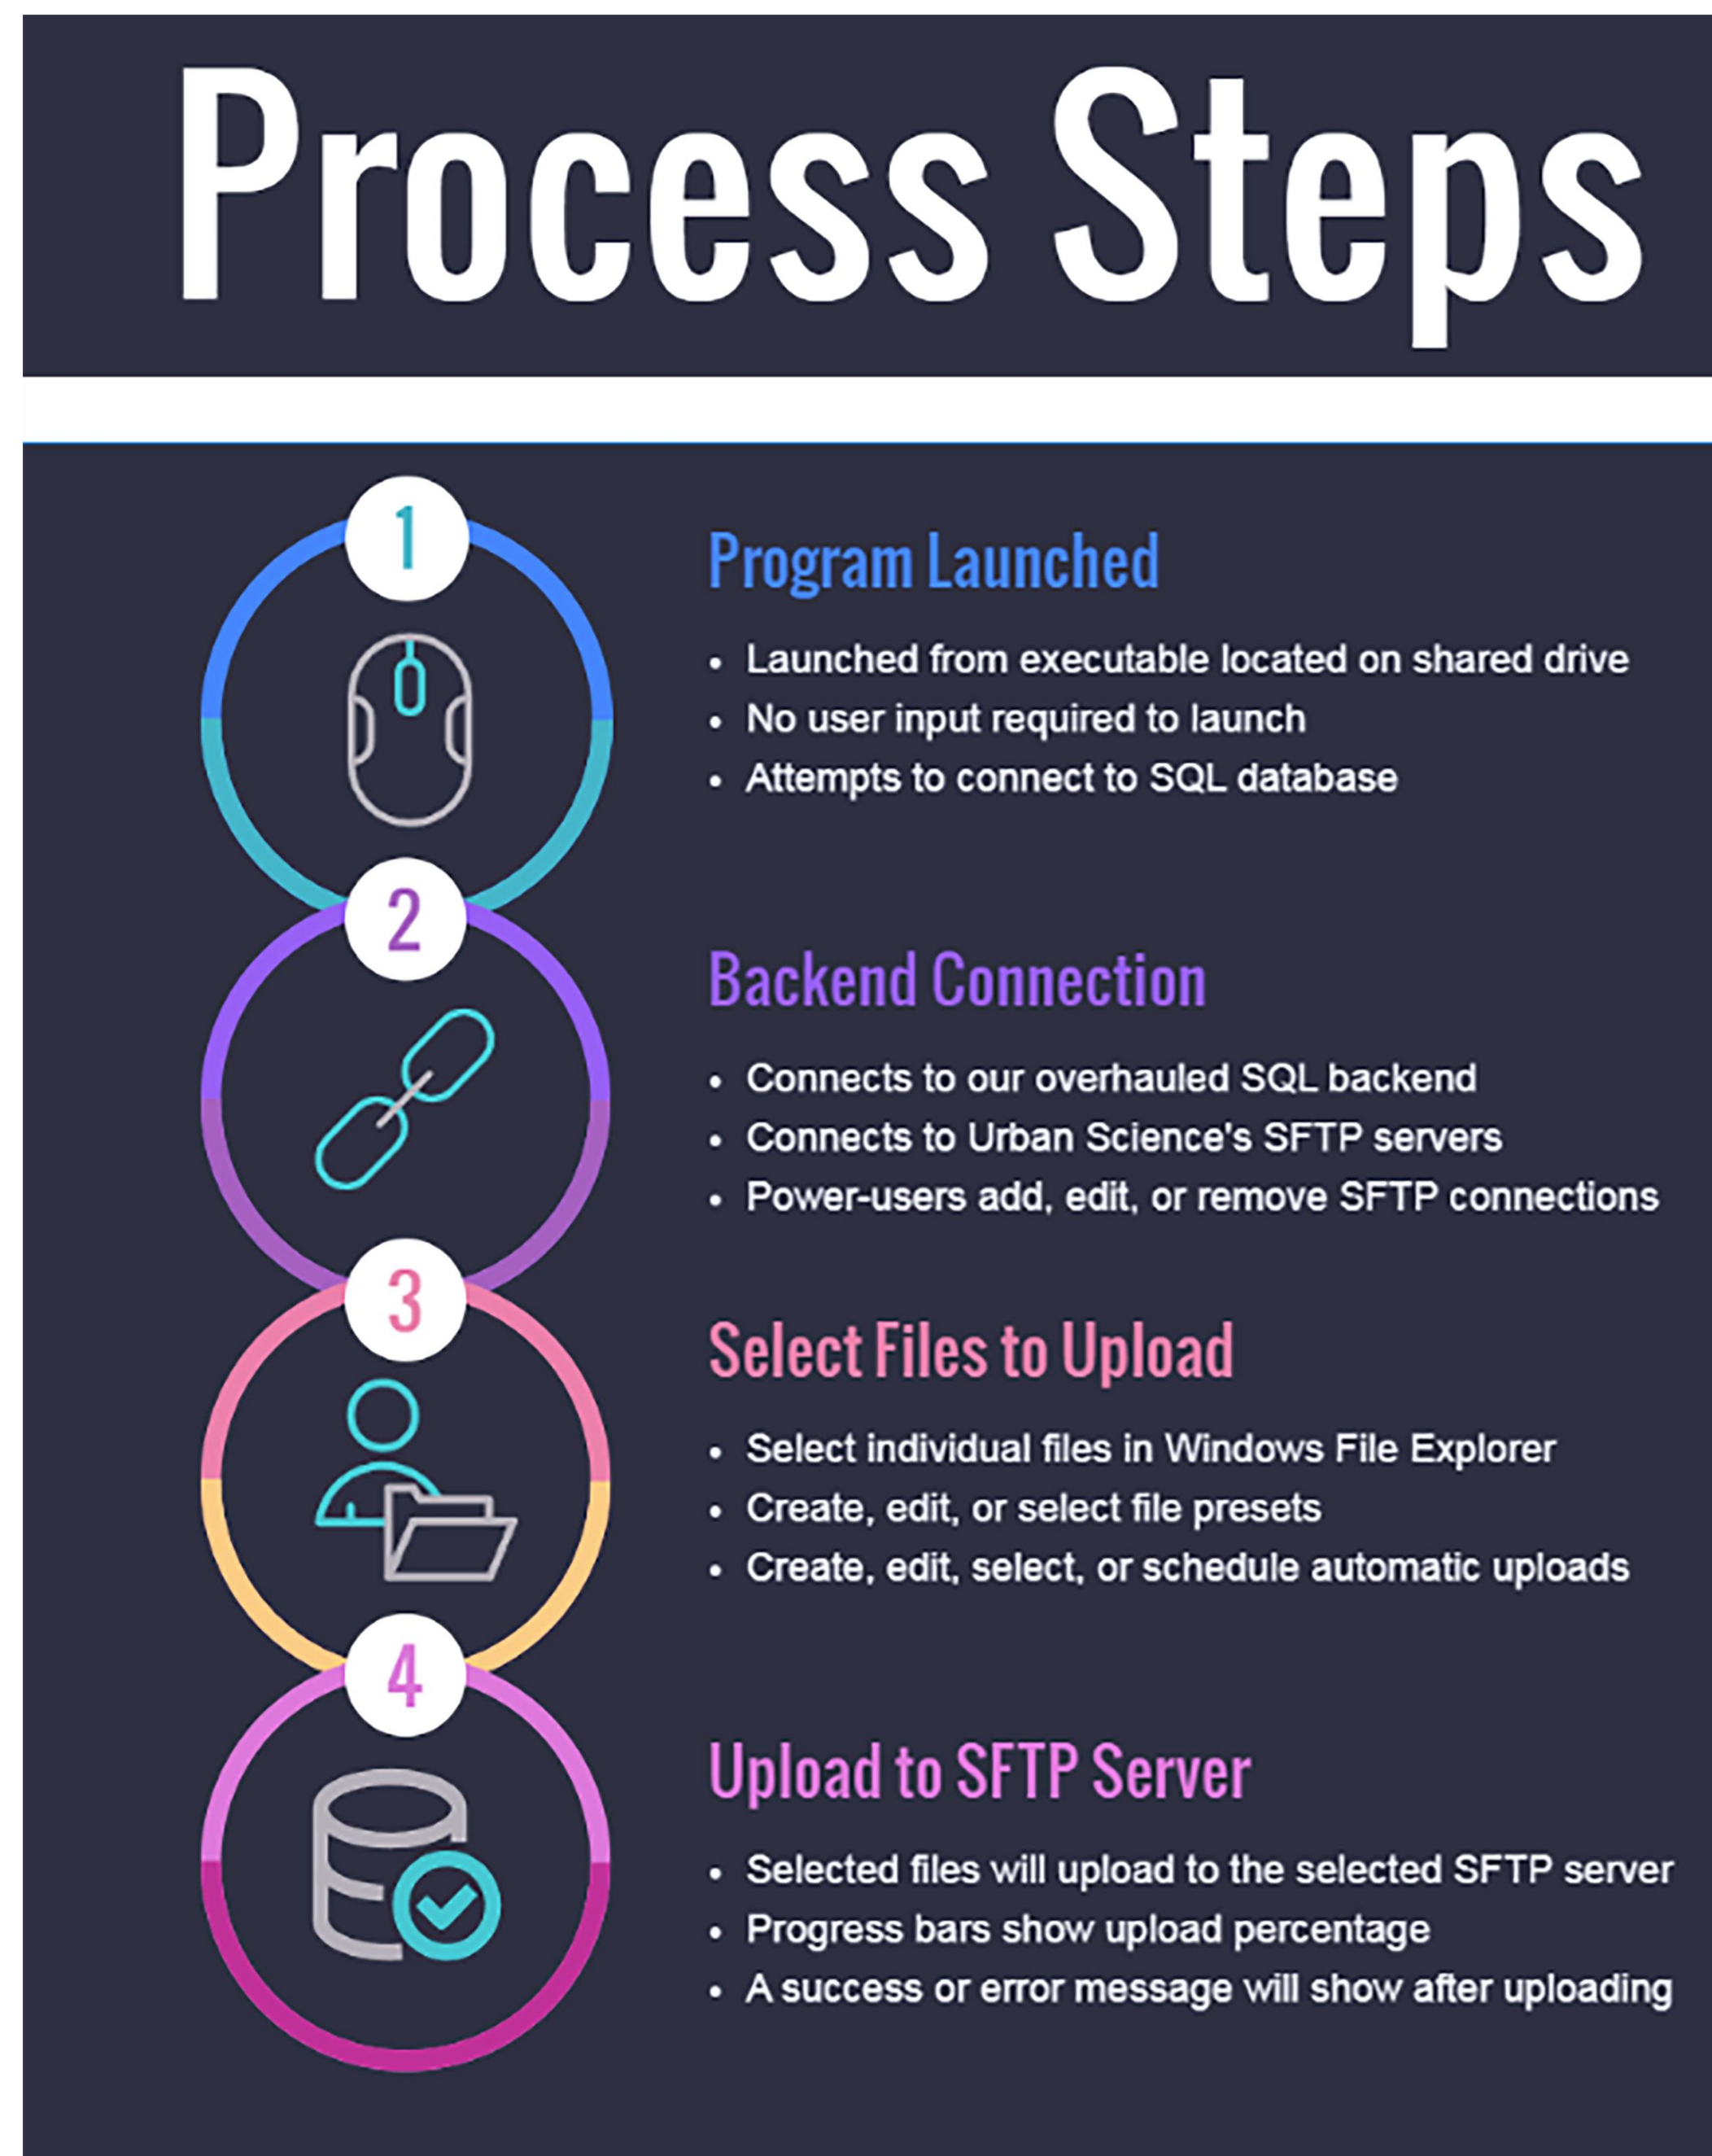 Process Steps
1
Program Launched
• Launched from executable located on shared drive
• No user input required to launch
• Attempts to connect to SQL database
2
Backend Connection
• Connects to our overhauled SQL backend
• Connects to Urban Science's SFTP servers
• Power-users add, edit, or remove SFTP connections
3
Select Files to Upload
• Select individual files in Windows File Explorer
• Create, edit, or select file presets
• Create, edit, select, or schedule automatic uploads
4
Upload to SFTP Server
• Selected files will upload to the selected SFTP server
• Progress bars show upload percentage
• A success or error message will show after uploading